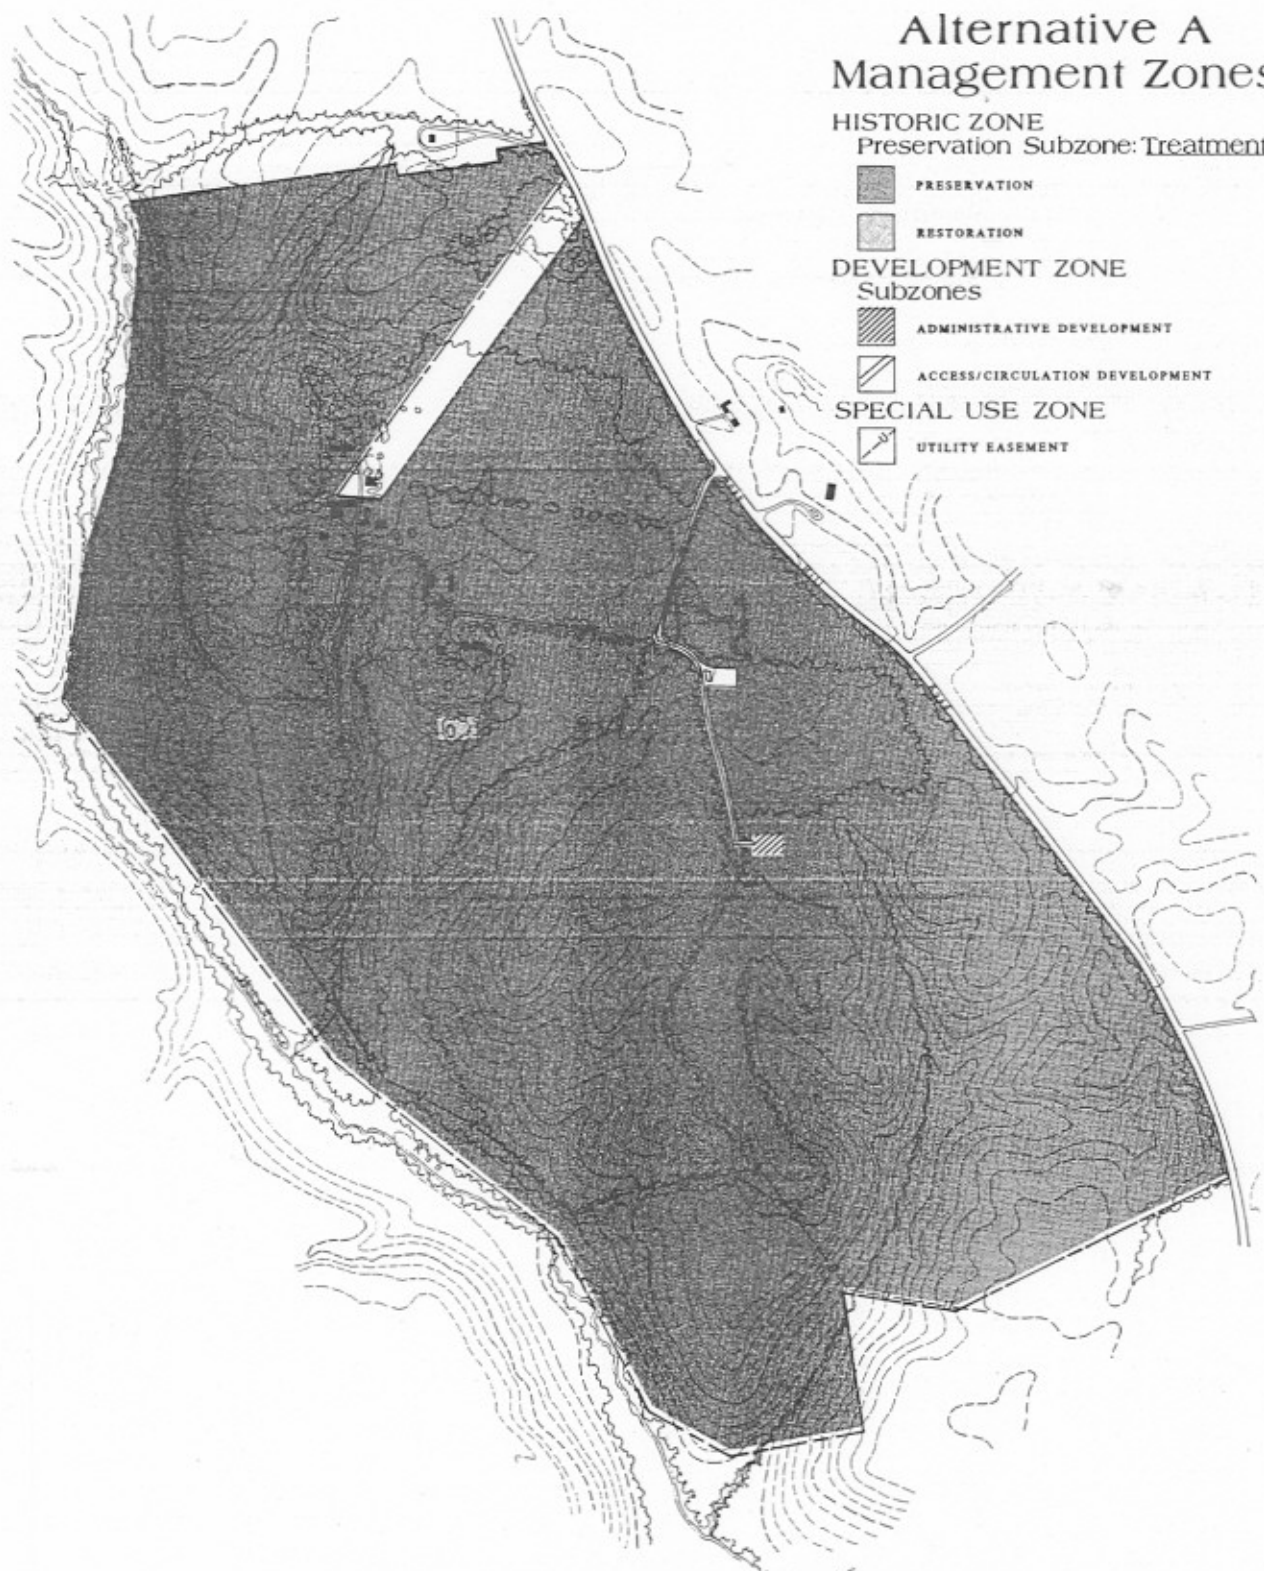 Alternative A
Management Zones
HISTORIC ZONE
Preservation Subzone: Treatment
PRESERVATION
RESTORATION
DEVELOPMENT ZONE
Subzones
ADMINISTRATIVE DEVELOPMENT
ACCESS/CIRCULATION DEVELOPMENT
SPECIAL USE ZONE
UTILITY EASEMENT